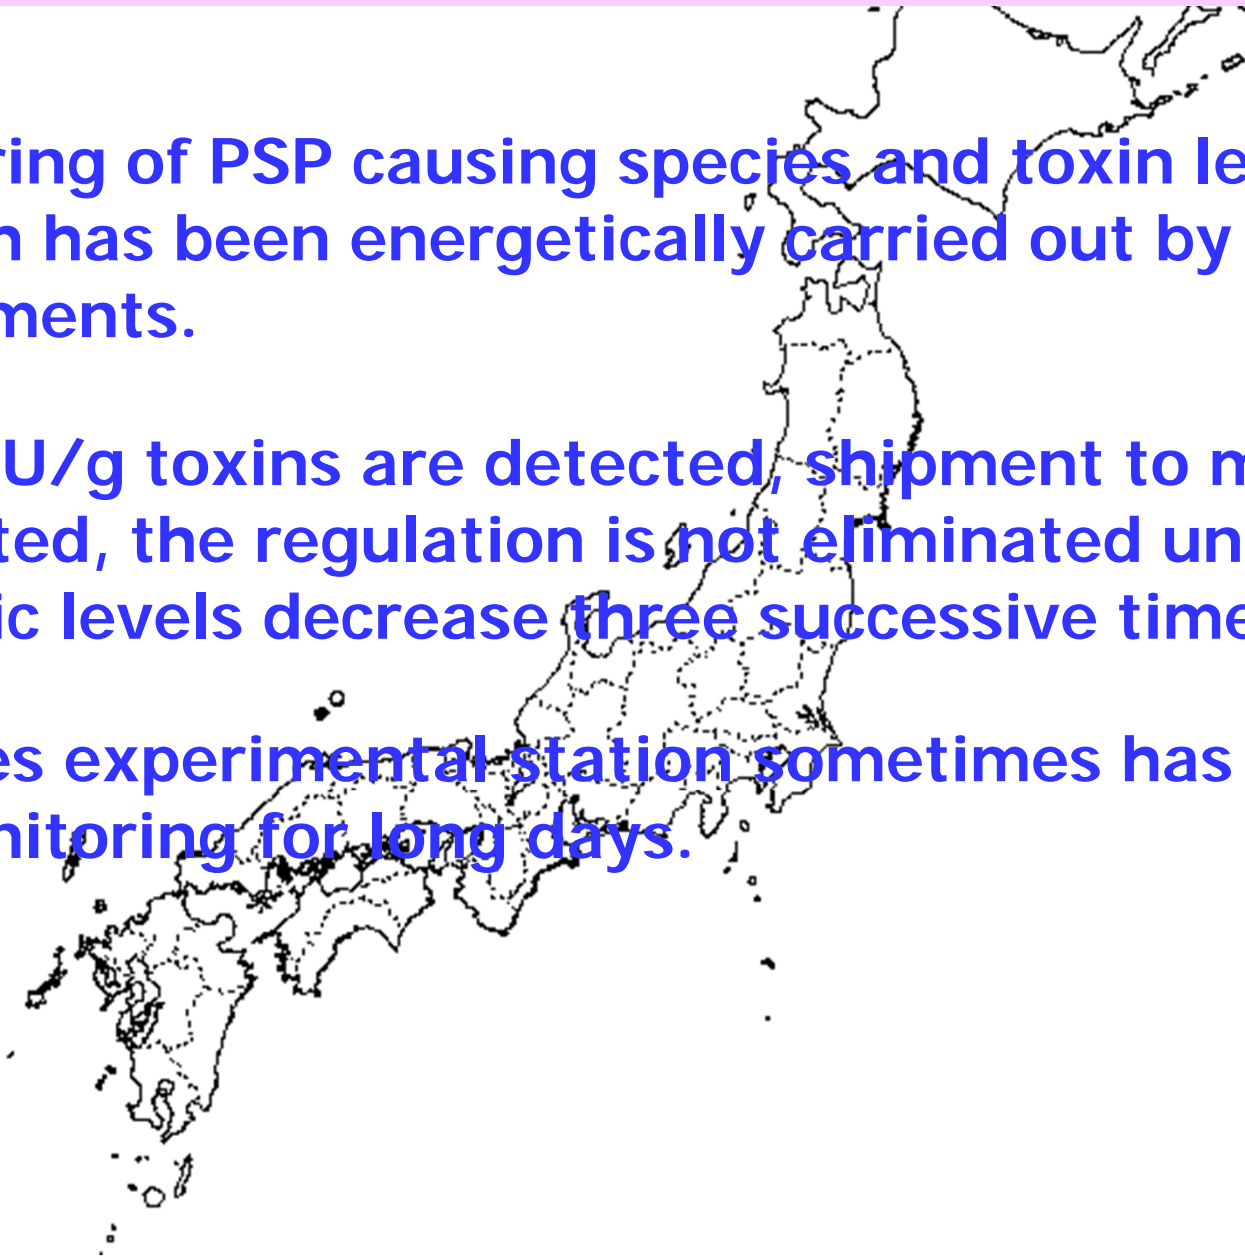 ring of PSP causing species and toxin le
n has been energetically carried out by
ments.
U/g toxins are detected, shipment to m
ted, the regulation is not eliminated un
ic levels decrease three successive time
es experimental station sometimes has
nitoring for long days.